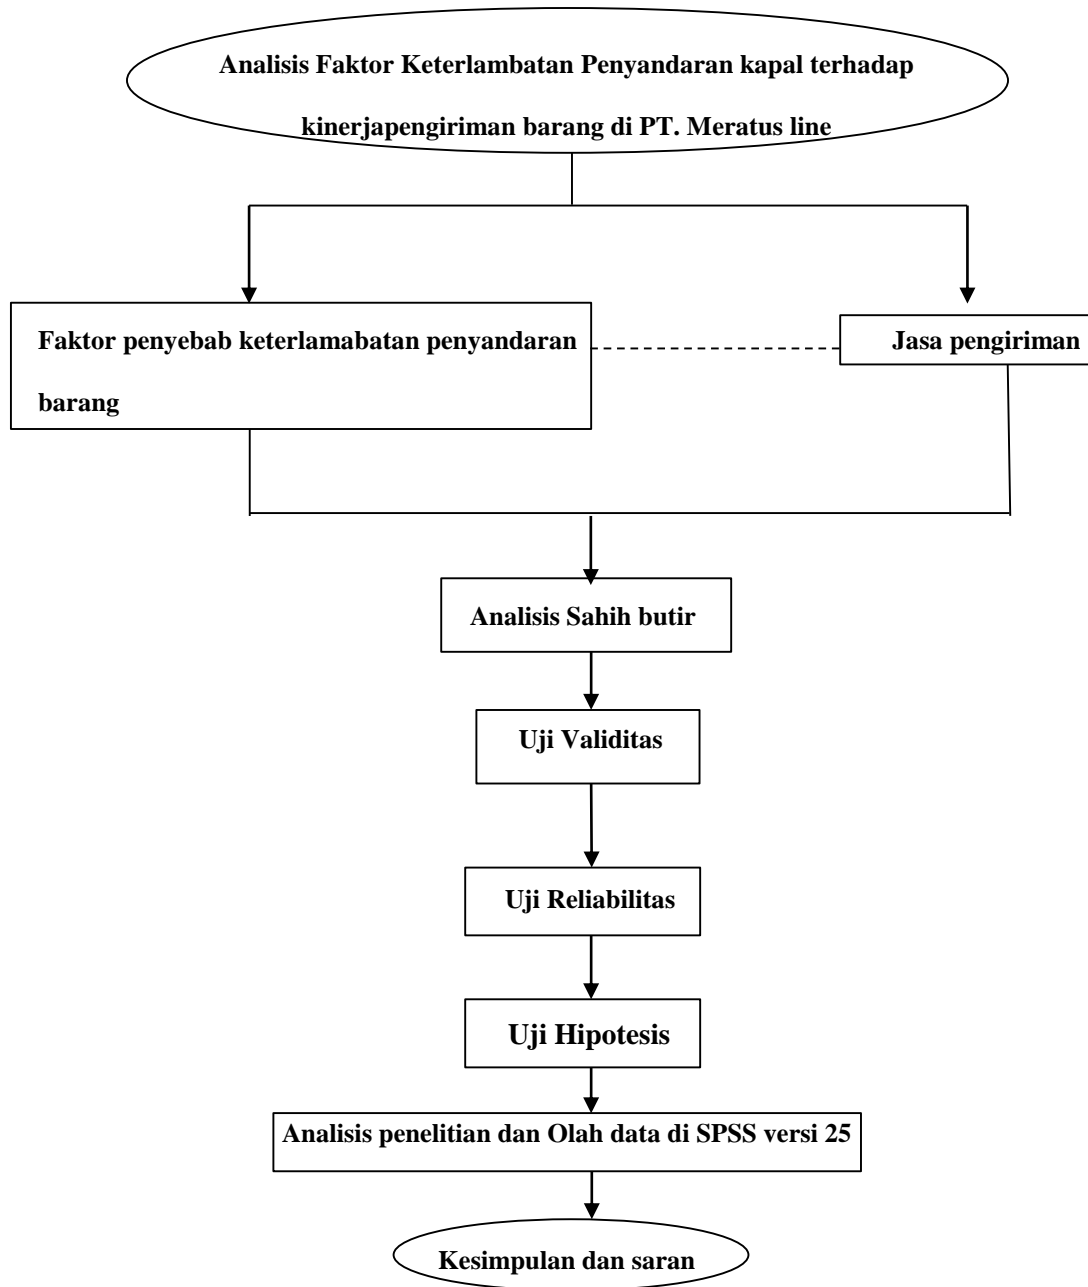 Analisis Faktor Keterlambatan Penyandaran kapal terhadap
kinerjapengiriman barang di PT. Meratus line
Faktor penyebab keterlamabatan penyandaran
barang
Jasa pengiriman
Analisis Sahih butir
Uji Validitas
Uji Reliabilitas
Uji Hipotesis
Analisis penelitian dan Olah data di SPSS versi 25
Kesimpulan dan saran